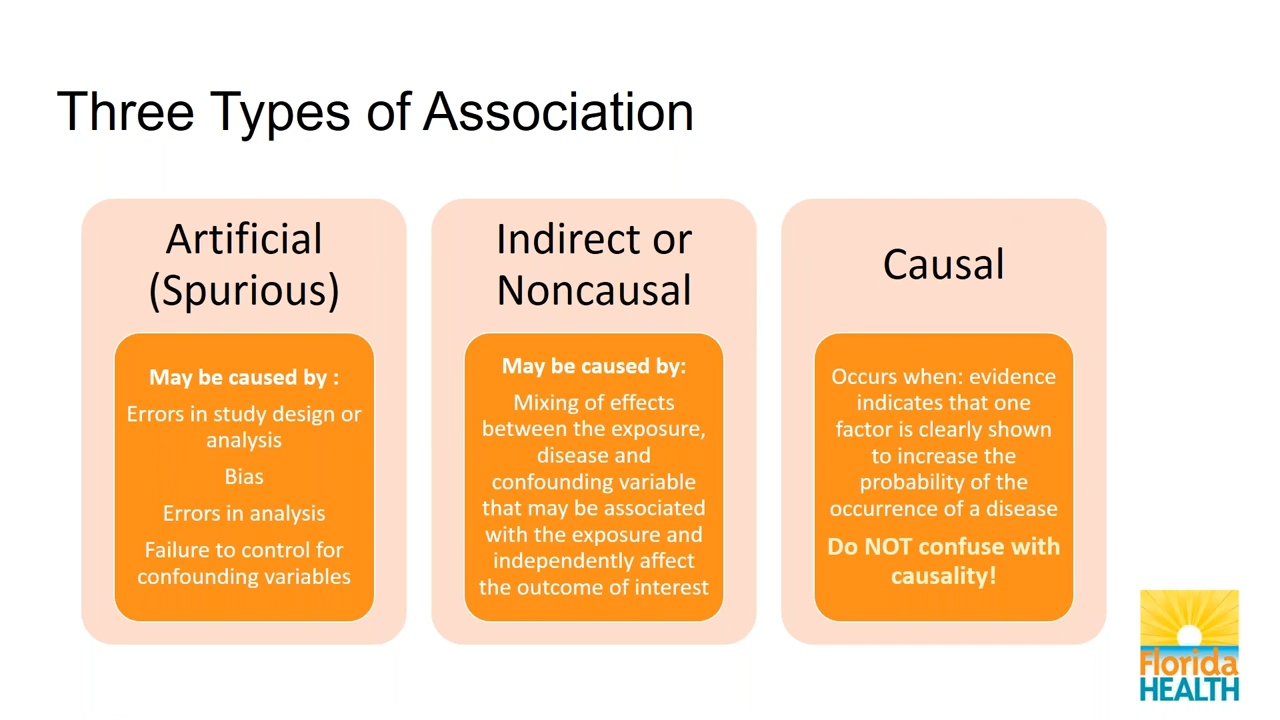 Three Types of Association
Artificial
(Spurious)
May be caused by :
Errors in study design or
analysis
Bias
Errors in analysis
Failure to control for
confounding variables
Indirect or
Noncausal
May be caused by:
Mixing of effects
between the exposure,
disease and
confounding variable
that may be associated
with the exposure and
independently affect
the outcome of interest
Causal
Occurs when: evidence
indicates that one
factor is clearly shown
to increase the
probability of the
occurrence of a disease
Do NOT confuse with
causality!
Florida
HEALTH